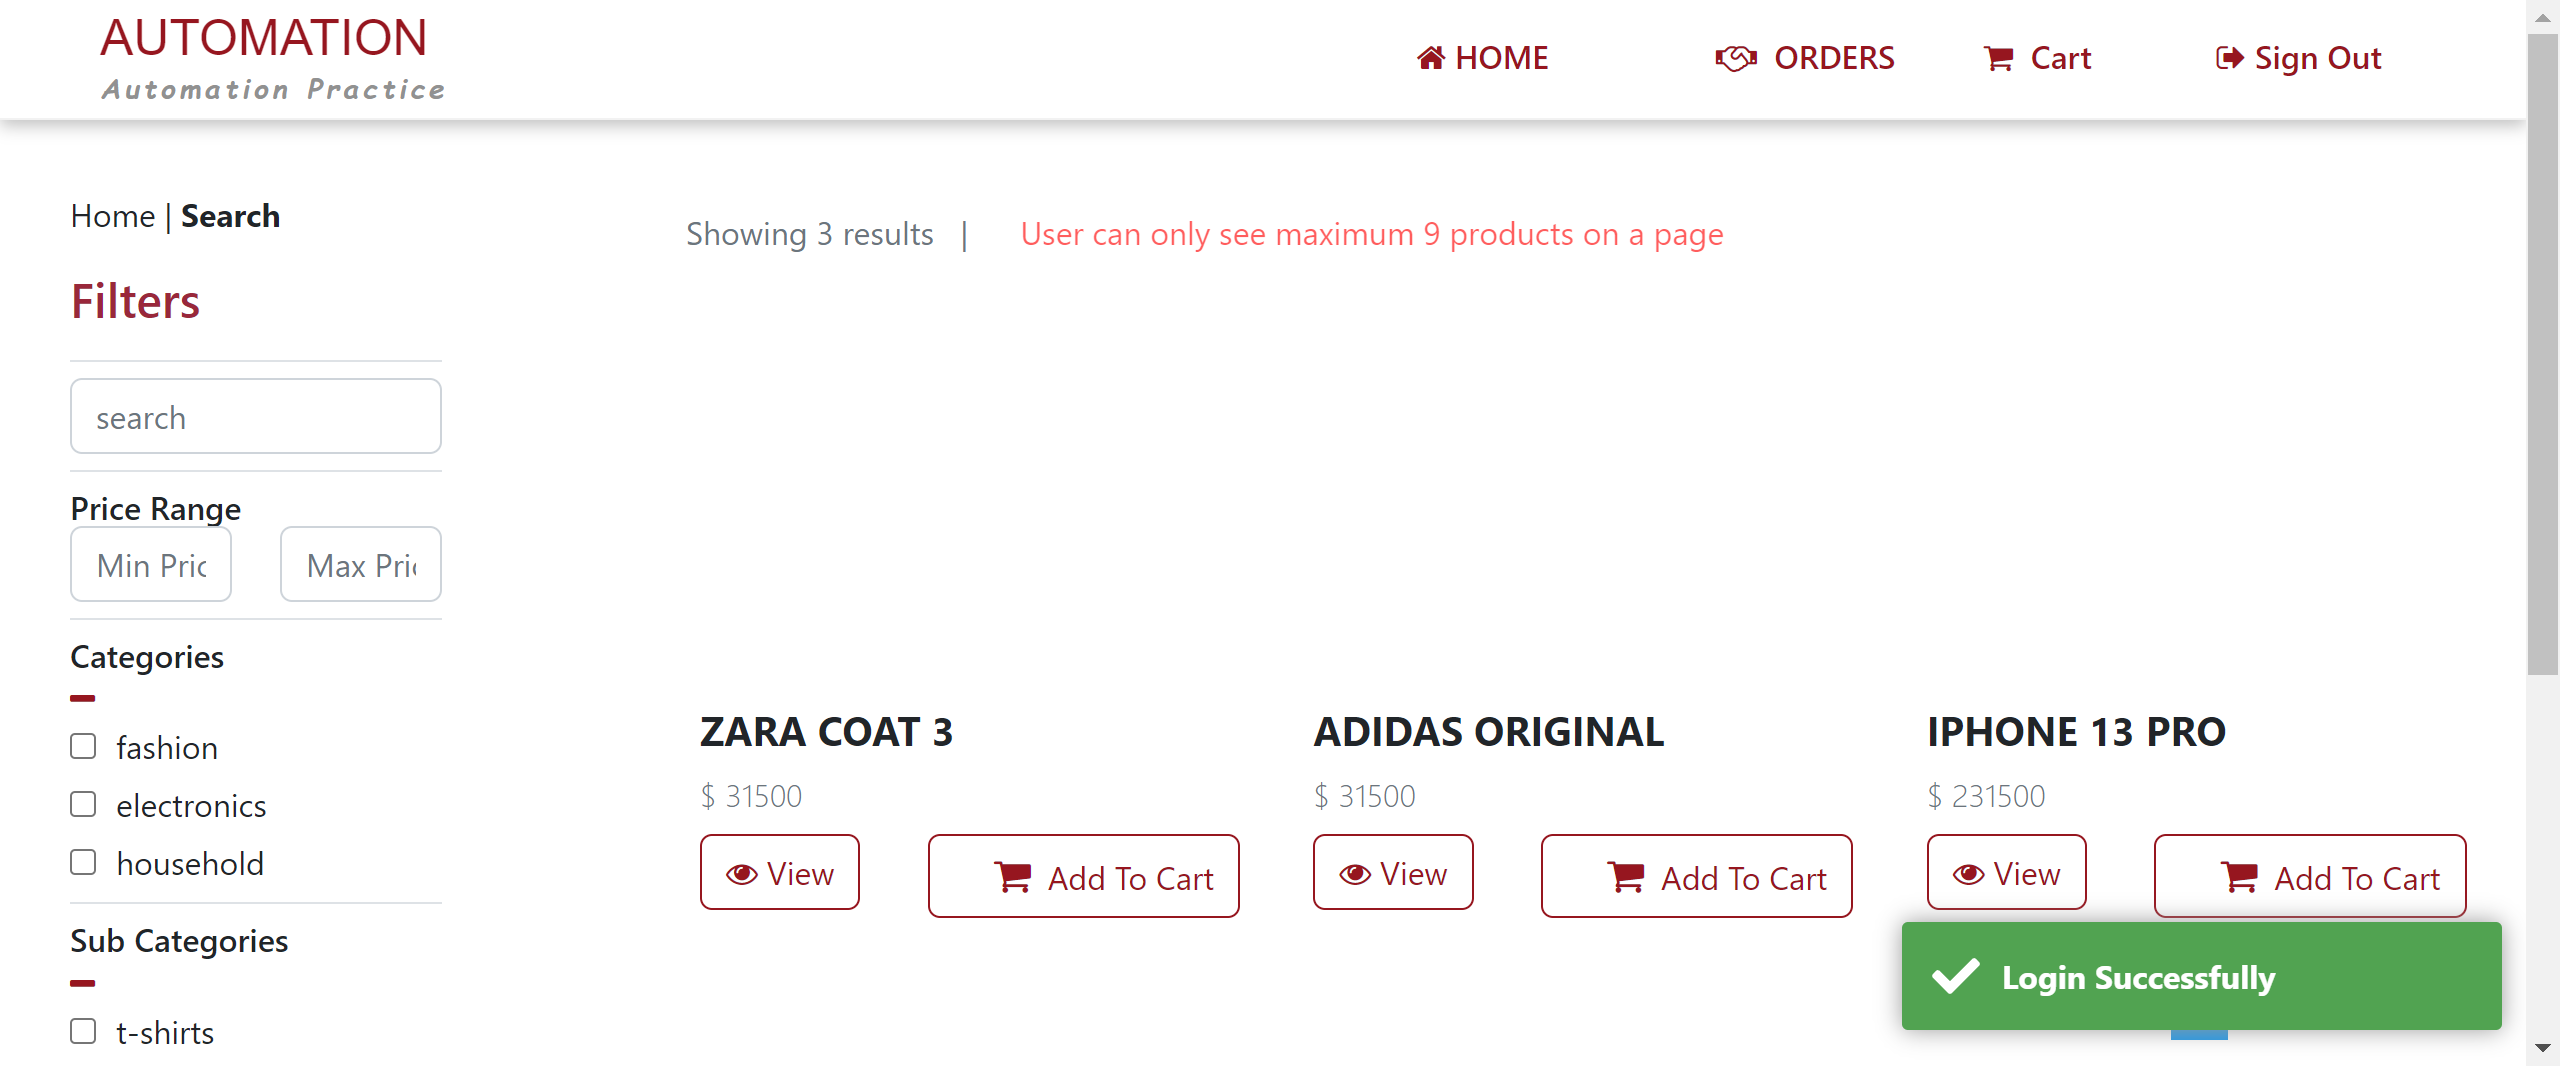 AUTOMATION
Automation Practice
HOME
ORDERS
Cart
Sign Out
Home | Search
Showing 3 results |
User can only see maximum 9 products on a page
Filters
search
Price Range
Min Pric
Max Pric
Categories
fashion
electronics
household
Sub Categories
t-shirts
ZARA COAT 3
$ 31500
View
Add To Cart
ADIDAS ORIGINAL
$ 31500
View
Add To Cart
IPHONE 13 PRO
$ 231500
View
Add To Cart
Login Successfully